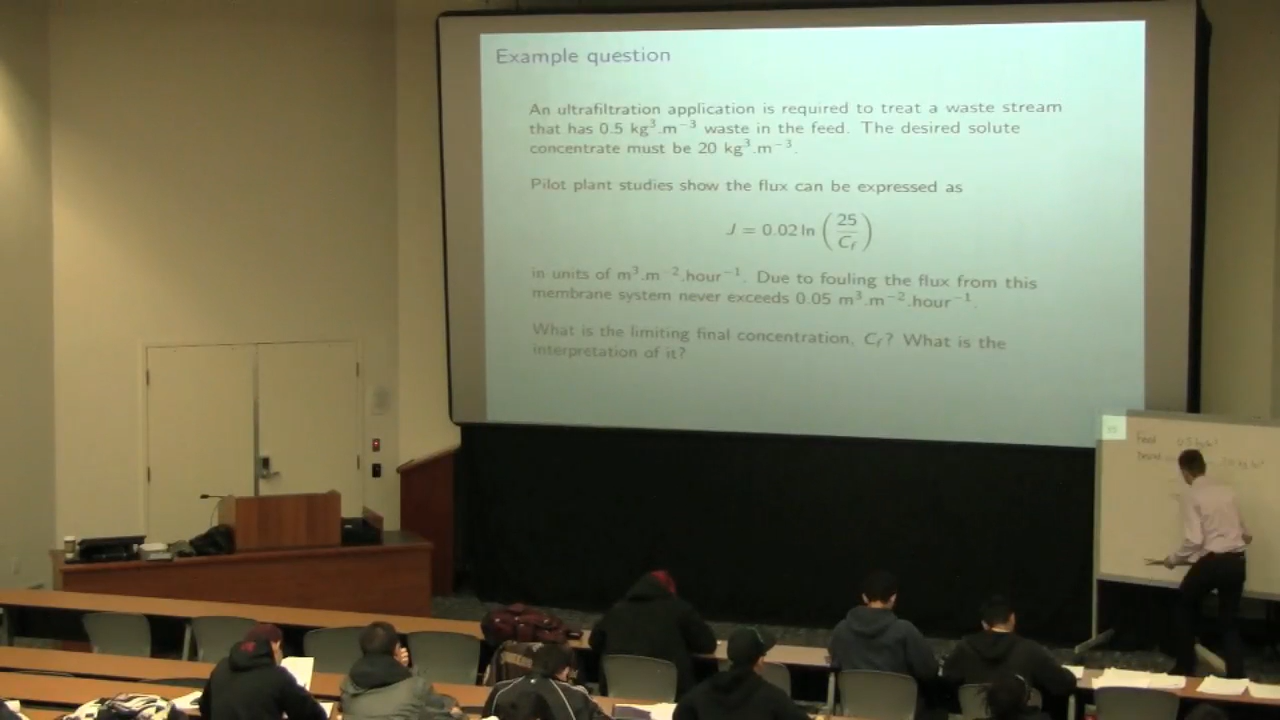 Example question
An ultrafiltration application is required to treat a waste stream
that has 0.5 kg³.m⁻³ waste in the feed. The desired solute
concentrate must be 20 kg³.m⁻³.
Pilot plant studies show the flux can be expressed as
J = 0.02 ln (25/C_f)
in units of m³.m⁻².hour⁻¹. Due to fouling the flux from this
membrane system never exceeds 0.05 m³.m⁻².hour⁻¹.
What is the limiting final concentration, C_f? What is the
interpretation of it?
Feed 0.5